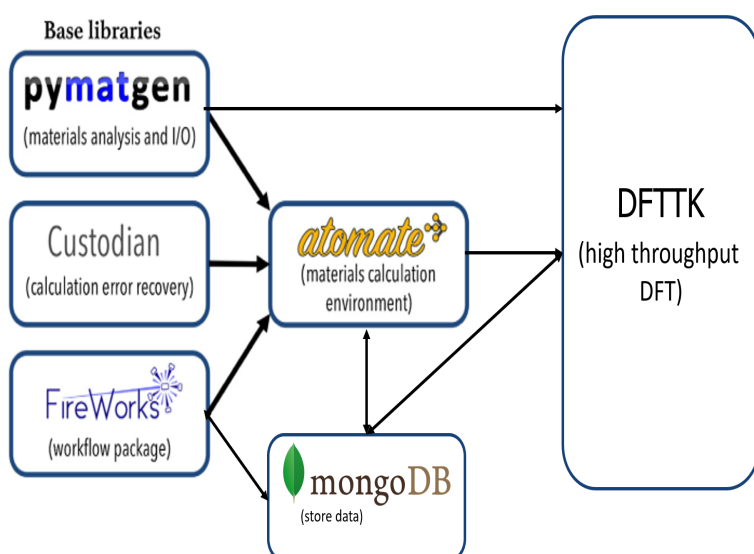 Base libraries
pymatgen
(materials analysis and I/O)
Custodian
(calculation error recovery)
FireWorks
(workflow package)
atomate
(materials calculation
environment)
mongoDB
(store data)
DFTTK
(high throughput
DFT)